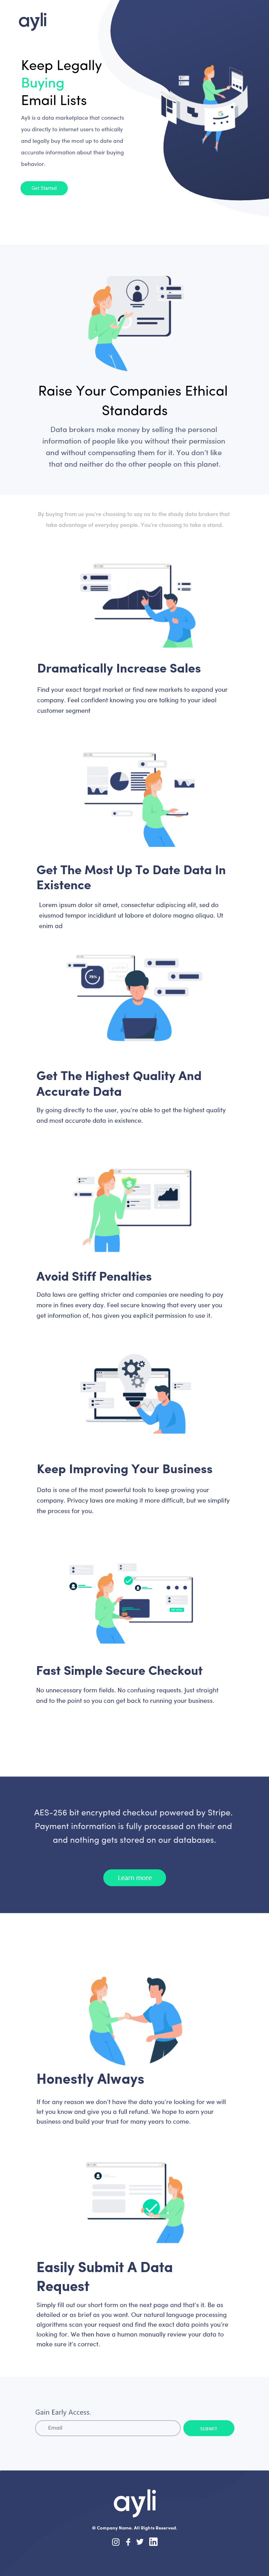 ayli
Keep Legally
Buying
Email Lists
Ayli is a data marketplace that connects
you directly to internet users to ethically
and legally buy the most up to date and
accurate information about their buying
behavior.
Get Started
Raise Your Companies Ethical
Standards
Data brokers make money by selling the personal
information of people like you without their permission
and without compensating them for it. You don't like
that and neither do the other people on this planet.
By buying from us you're choosing to say no to the shady data brokers that
take advantage of everyday people. You're choosing to take a stand.
Dramatically Increase Sales
Find your exact target market or find new markets to expand your
company. Feel confident knowing you are talking to your ideal
customer segment
Get The Most Up To Date Data In
Existence
Lorem ipsum dolor sit amet, consectetur adipiscing elit, sed do
eiusmod tempor incididunt ut labore et dolore magna aliqua. Ut
enim ad
78%
Get The Highest Quality And
Accurate Data
By going directly to the user, you're able to get the highest quality
and most accurate data in existence.
$
Avoid Stiff Penalties
Data laws are getting stricter and companies are needing to pay
more in fines every day. Feel secure knowing that every user you
get information of, has given you explicit permission to use it.
Keep Improving Your Business
Data is one of the most powerful tools to keep growing your
company. Privacy laws are making it more difficult, but we simplify
the process for you.
Fast Simple Secure Checkout
No unnecessary form fields. No confusing requests. Just straight
and to the point so you can get back to running your business.
AES-256 bit encrypted checkout powered by Stripe.
Payment information is fully processed on their end
and nothing gets stored on our databases.
Learn more
Honestly Always
If for any reason we don't have the data you're looking for we will
let you know and give you a full refund. We hope to earn your
business and build your trust for many years to come.
Easily Submit A Data
Request
Simply fill out our short form on the next page and that's it. Be as
detailed or as brief as you want. Our natural language processing
algorithms scan your request and find the exact data points you're
looking for. We then have a human manually review your data to
make sure it's correct.
Gain Early Access.
Email
SUBMIT
ayli
© Company Name. All Rights Reserved.